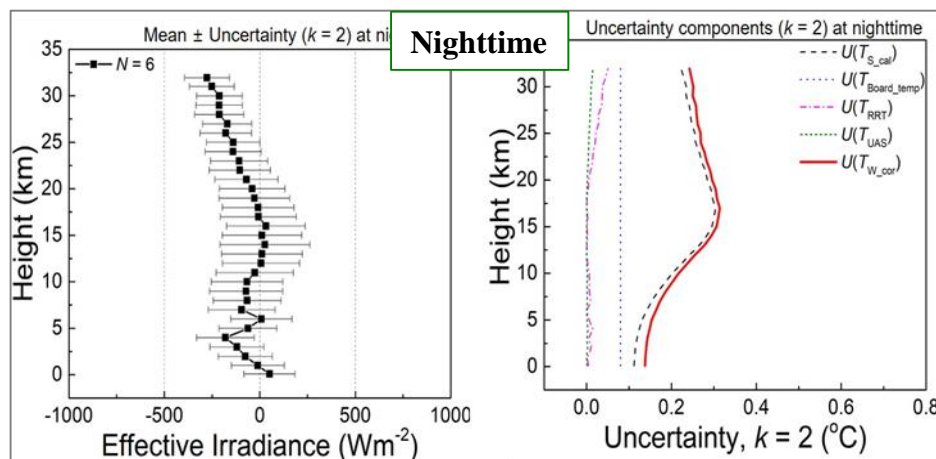 Mean ± Uncertainty (k = 2) at ni
Nighttime
Uncertainty components (k = 2) at nighttime
N = 6
35
30
25
20
15
10
5
0
Height (km)
-1000 -500 0 500 1000
Effective Irradiance (Wm⁻²)
U(T_S_cal)
U(T_Board_temp)
U(T_RRT)
U(T_UAS)
U(T_W_cor)
30
25
20
15
10
5
0
Height (km)
0.0 0.2 0.4 0.6 0.8
Uncertainty, k = 2 (°C)